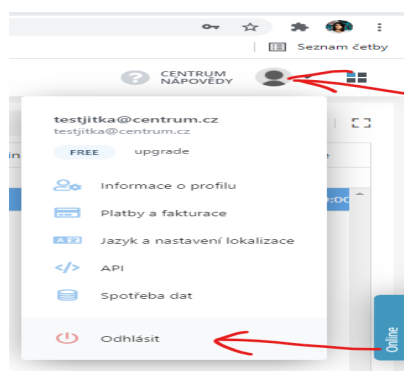 Seznam četby
CENTRUM
NÁPOVĚDY
testjitka@centrum.cz
testjitka@centrum.cz
FREE upgrade
Informace o profilu
Platby a fakturace
Jazyk a nastavení lokalizace
API
Spotřeba dat
Odhlásit
Online